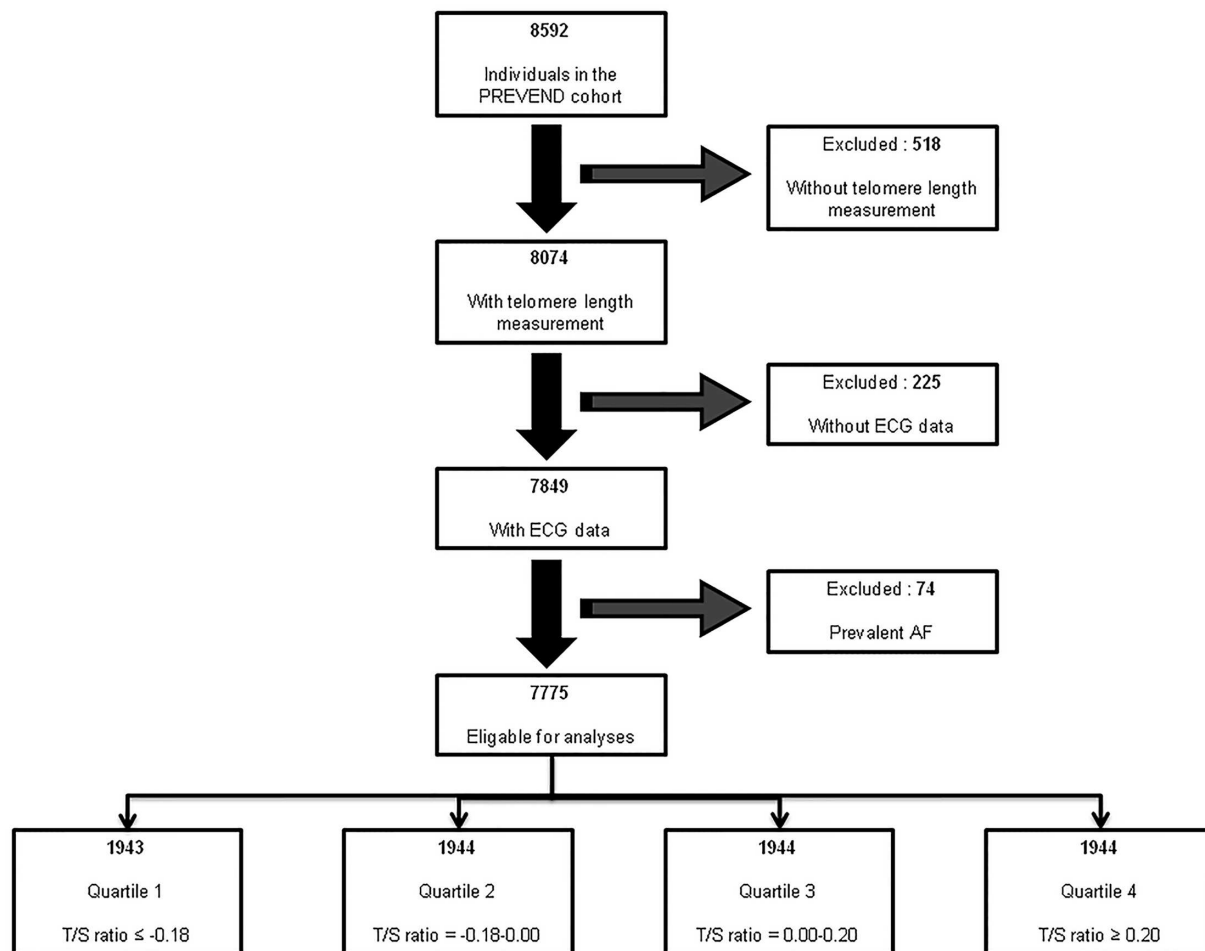 8592
Individuals in the
PREVEND cohort
Excluded : 518
Without telomere length
measurement
8074
With telomere length
measurement
Excluded : 225
Without ECG data
7849
With ECG data
Excluded : 74
Prevalent AF
7775
Eligable for analyses
1943
Quartile 1
T/S ratio ≤ -0.18
1944
Quartile 2
T/S ratio = -0.18-0.00
1944
Quartile 3
T/S ratio = 0.00-0.20
1944
Quartile 4
T/S ratio ≥ 0.20